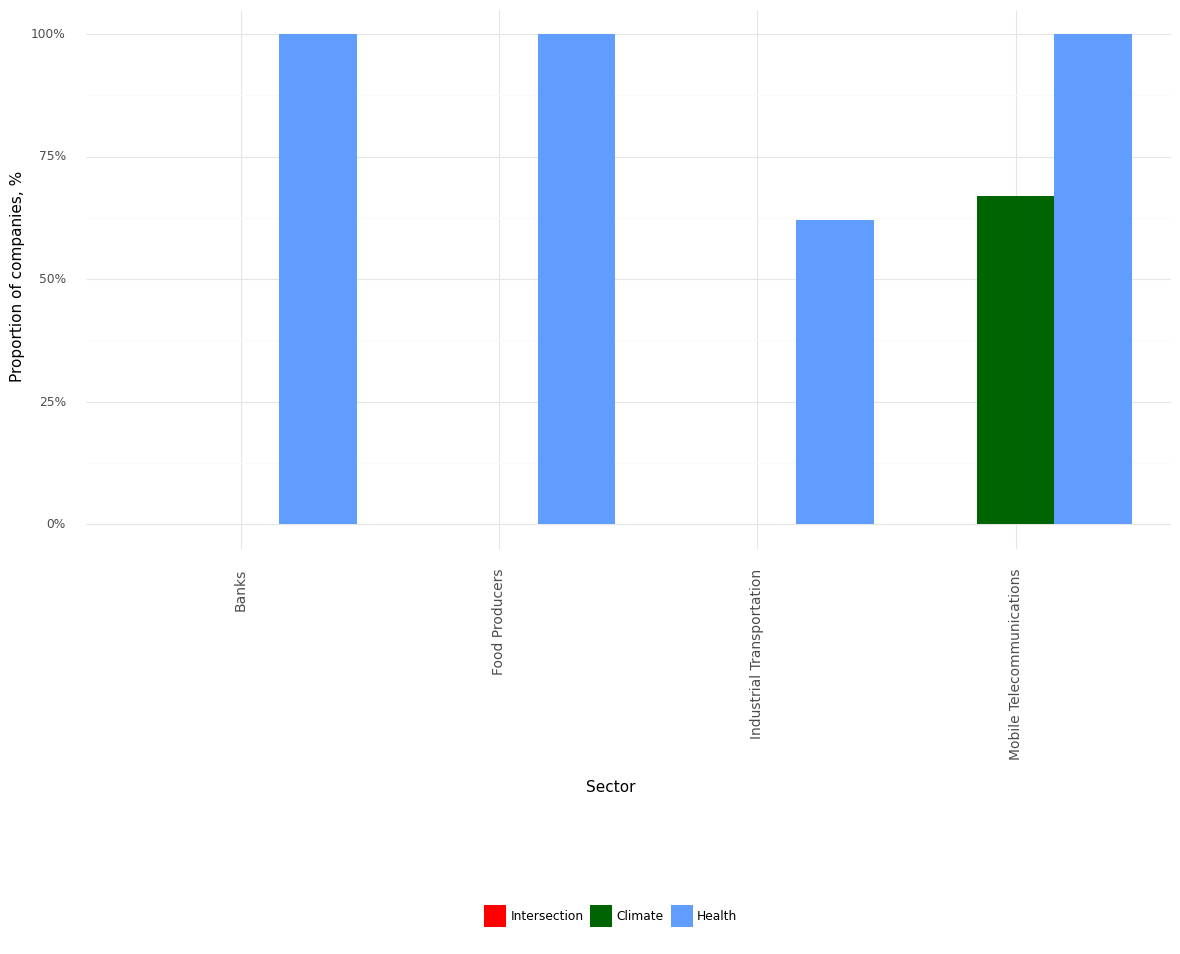 100%
75%
50%
25%
0%
Proportion of companies, %
Banks
Food Producers
Industrial Transportation
Mobile Telecommunications
Sector
Intersection Climate Health